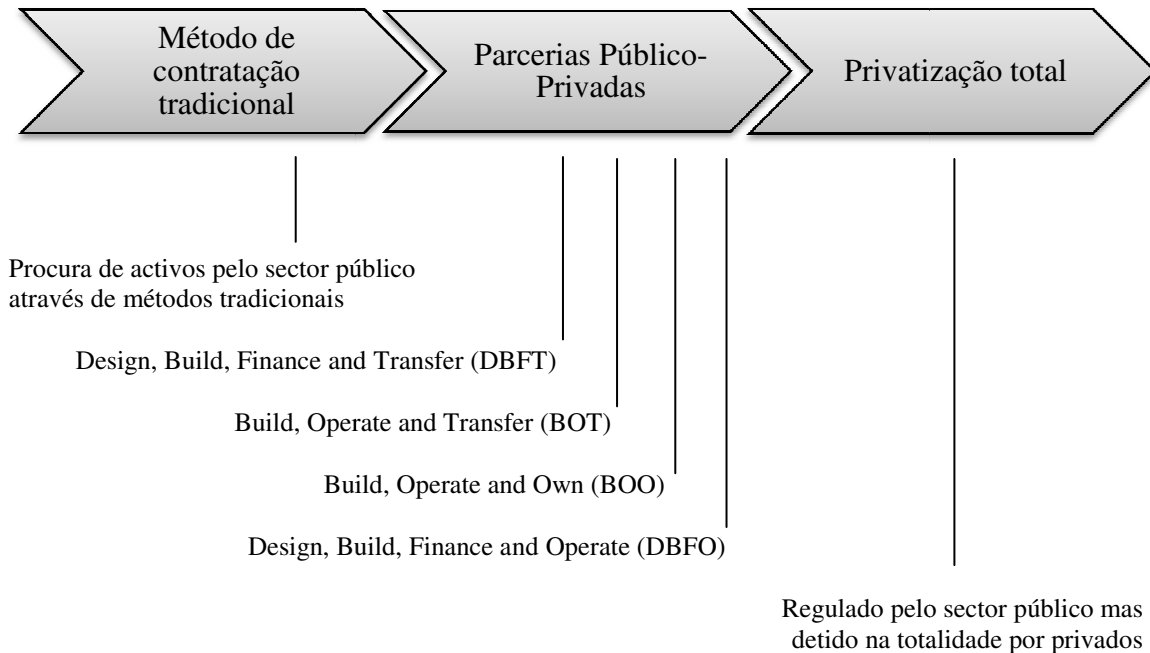 Método de
contratação
tradicional
Parcerias Público-
Privadas
Privatização total
Procura de activos pelo sector público
através de métodos tradicionais
Design, Build, Finance and Transfer (DBFT)
Build, Operate and Transfer (BOT)
Build, Operate and Own (BOO)
Design, Build, Finance and Operate (DBFO)
Regulado pelo sector público mas
detido na totalidade por privados